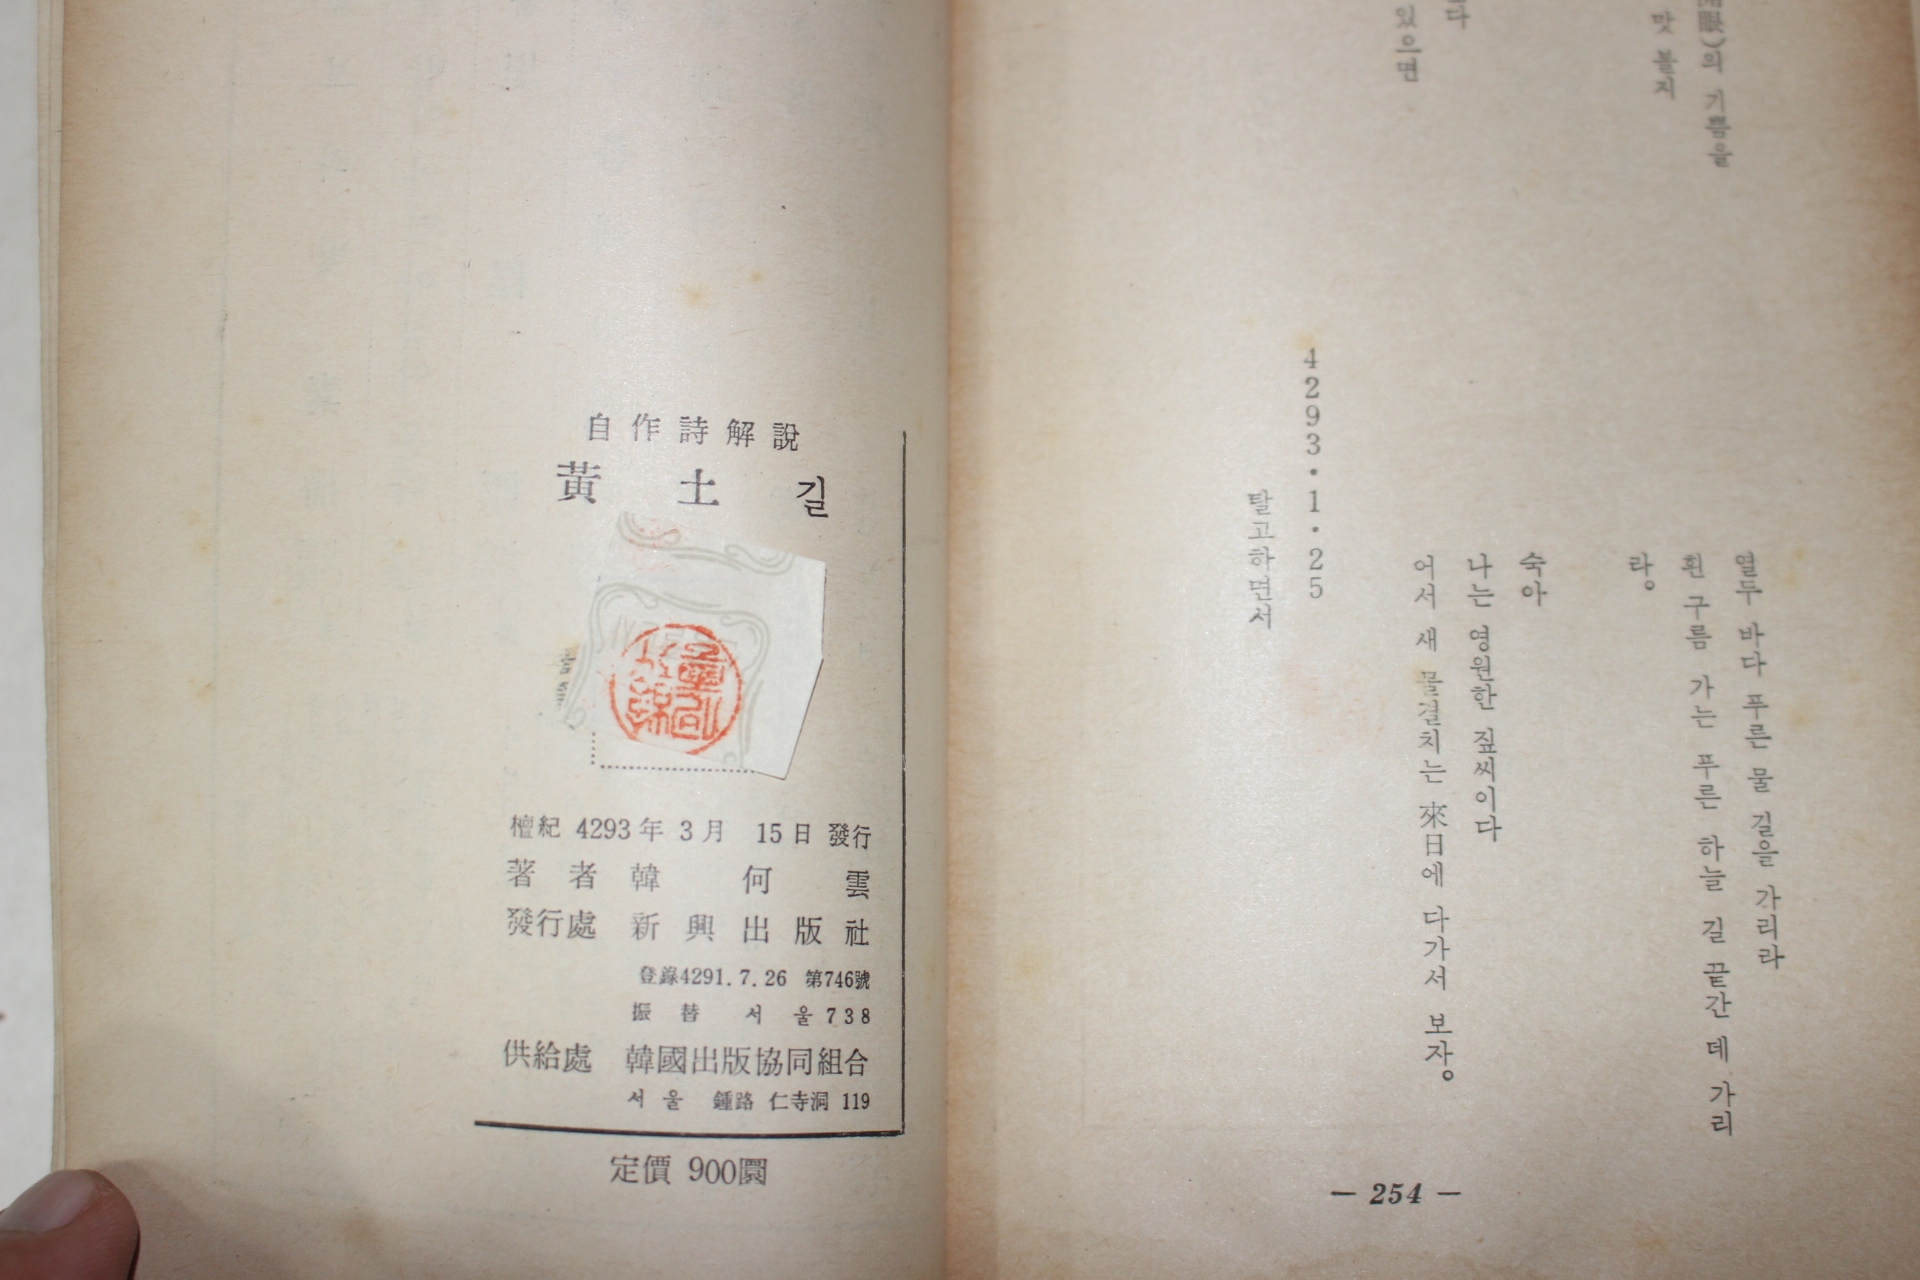 自作詩解說
黃土길
檀紀 4293年 3月 15日 發行
著者 韓何雲
發行處 新興出版社
登錄4291.7.26 第746號
振替 서울 738
供給處 韓國出版協同組合
서울 鍾路 仁寺洞 119
定價 900圜
眼)의 기쁨을
맛 볼지
다
있으면
열두 바다 푸른 물 길을 가리라
흰 구름 가는 푸른 하늘 길 끝간 데 가리
라。
숙아
나는 영원한 짚씨이다
어서 새 물결치는 來日에 다가서 보자。
4293·1·25
탈고하면서
— 254 —